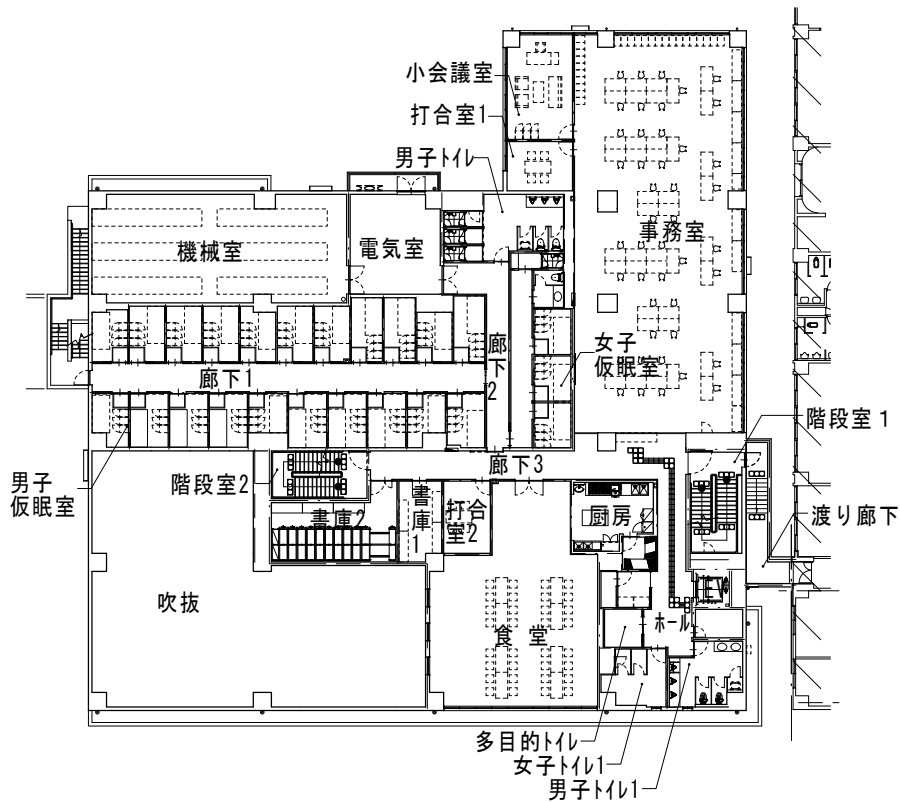 小会議室
打合室1
男子トイレ
事務室
機械室
電気室
廊下
2
女子
仮眠室
廊下1
階段室1
廊下3
男子
仮眠室
階段室2
書庫2
書庫
1
打合
室2
厨房
渡り廊下
吹抜
食堂
ホール
多目的トイレ
女子トイレ1
男子トイレ1